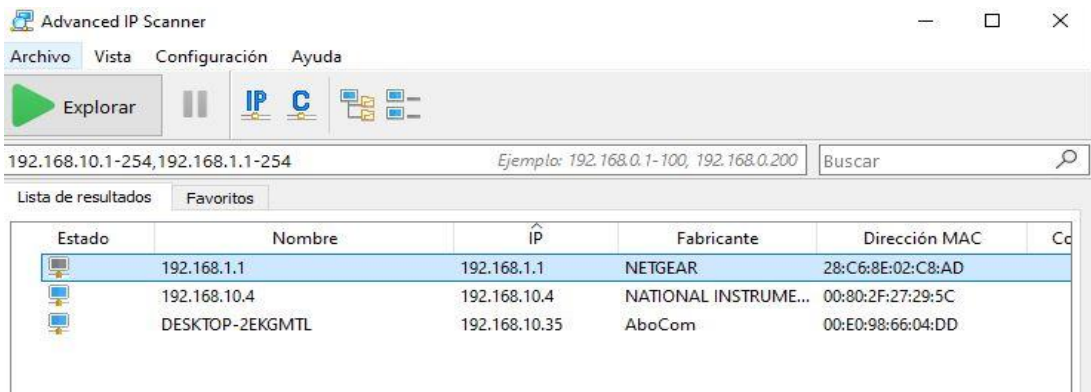 Advanced IP Scanner
Archivo Vista Configuración Ayuda
Explorar IP C
192.168.10.1-254,192.168.1.1-254 Ejemplo: 192.168.0.1-100, 192.168.0.200 Buscar
Lista de resultados Favoritos
Estado Nombre IP Fabricante Dirección MAC Co
192.168.1.1 192.168.1.1 NETGEAR 28:C6:8E:02:C8:AD
192.168.10.4 192.168.10.4 NATIONAL INSTRUME... 00:80:2F:27:29:5C
DESKTOP-2EKGMTL 192.168.10.35 AboCom 00:E0:98:66:04:DD